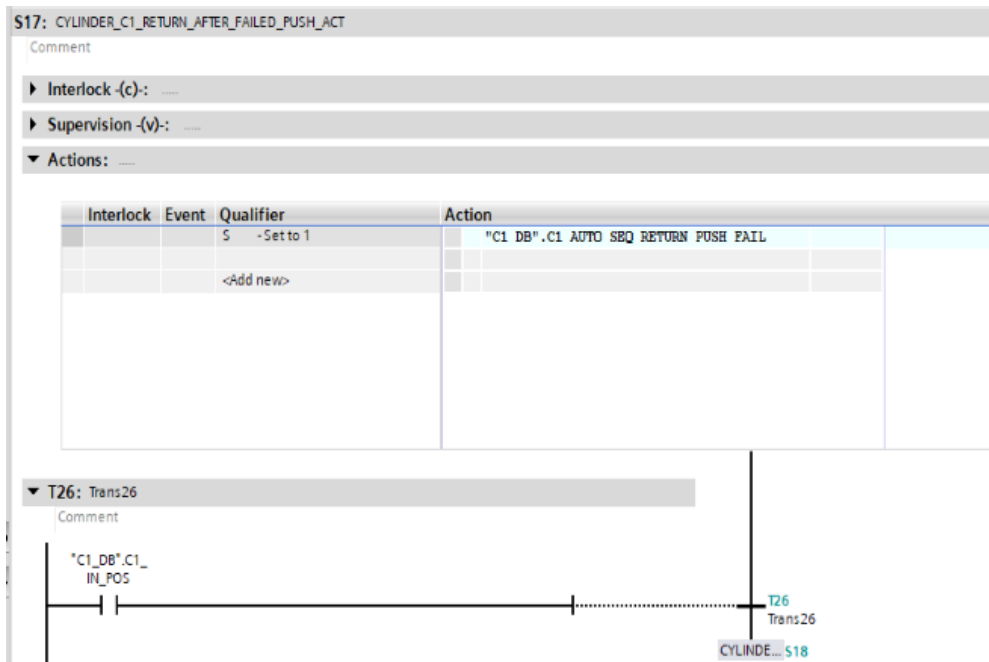 S17: CYLINDER_C1_RETURN_AFTER_FAILED_PUSH_ACT
Comment
Interlock -(c)-: .....
Supervision -(v)-: .....
Actions: .....
Interlock Event Qualifier Action
S - Set to 1 "C1 DB".C1 AUTO SEQ RETURN PUSH FAIL
<Add new>
T26: Trans26
Comment
"C1_DB".C1_
IN_POS
T26
Trans26
CYLINDE... S18